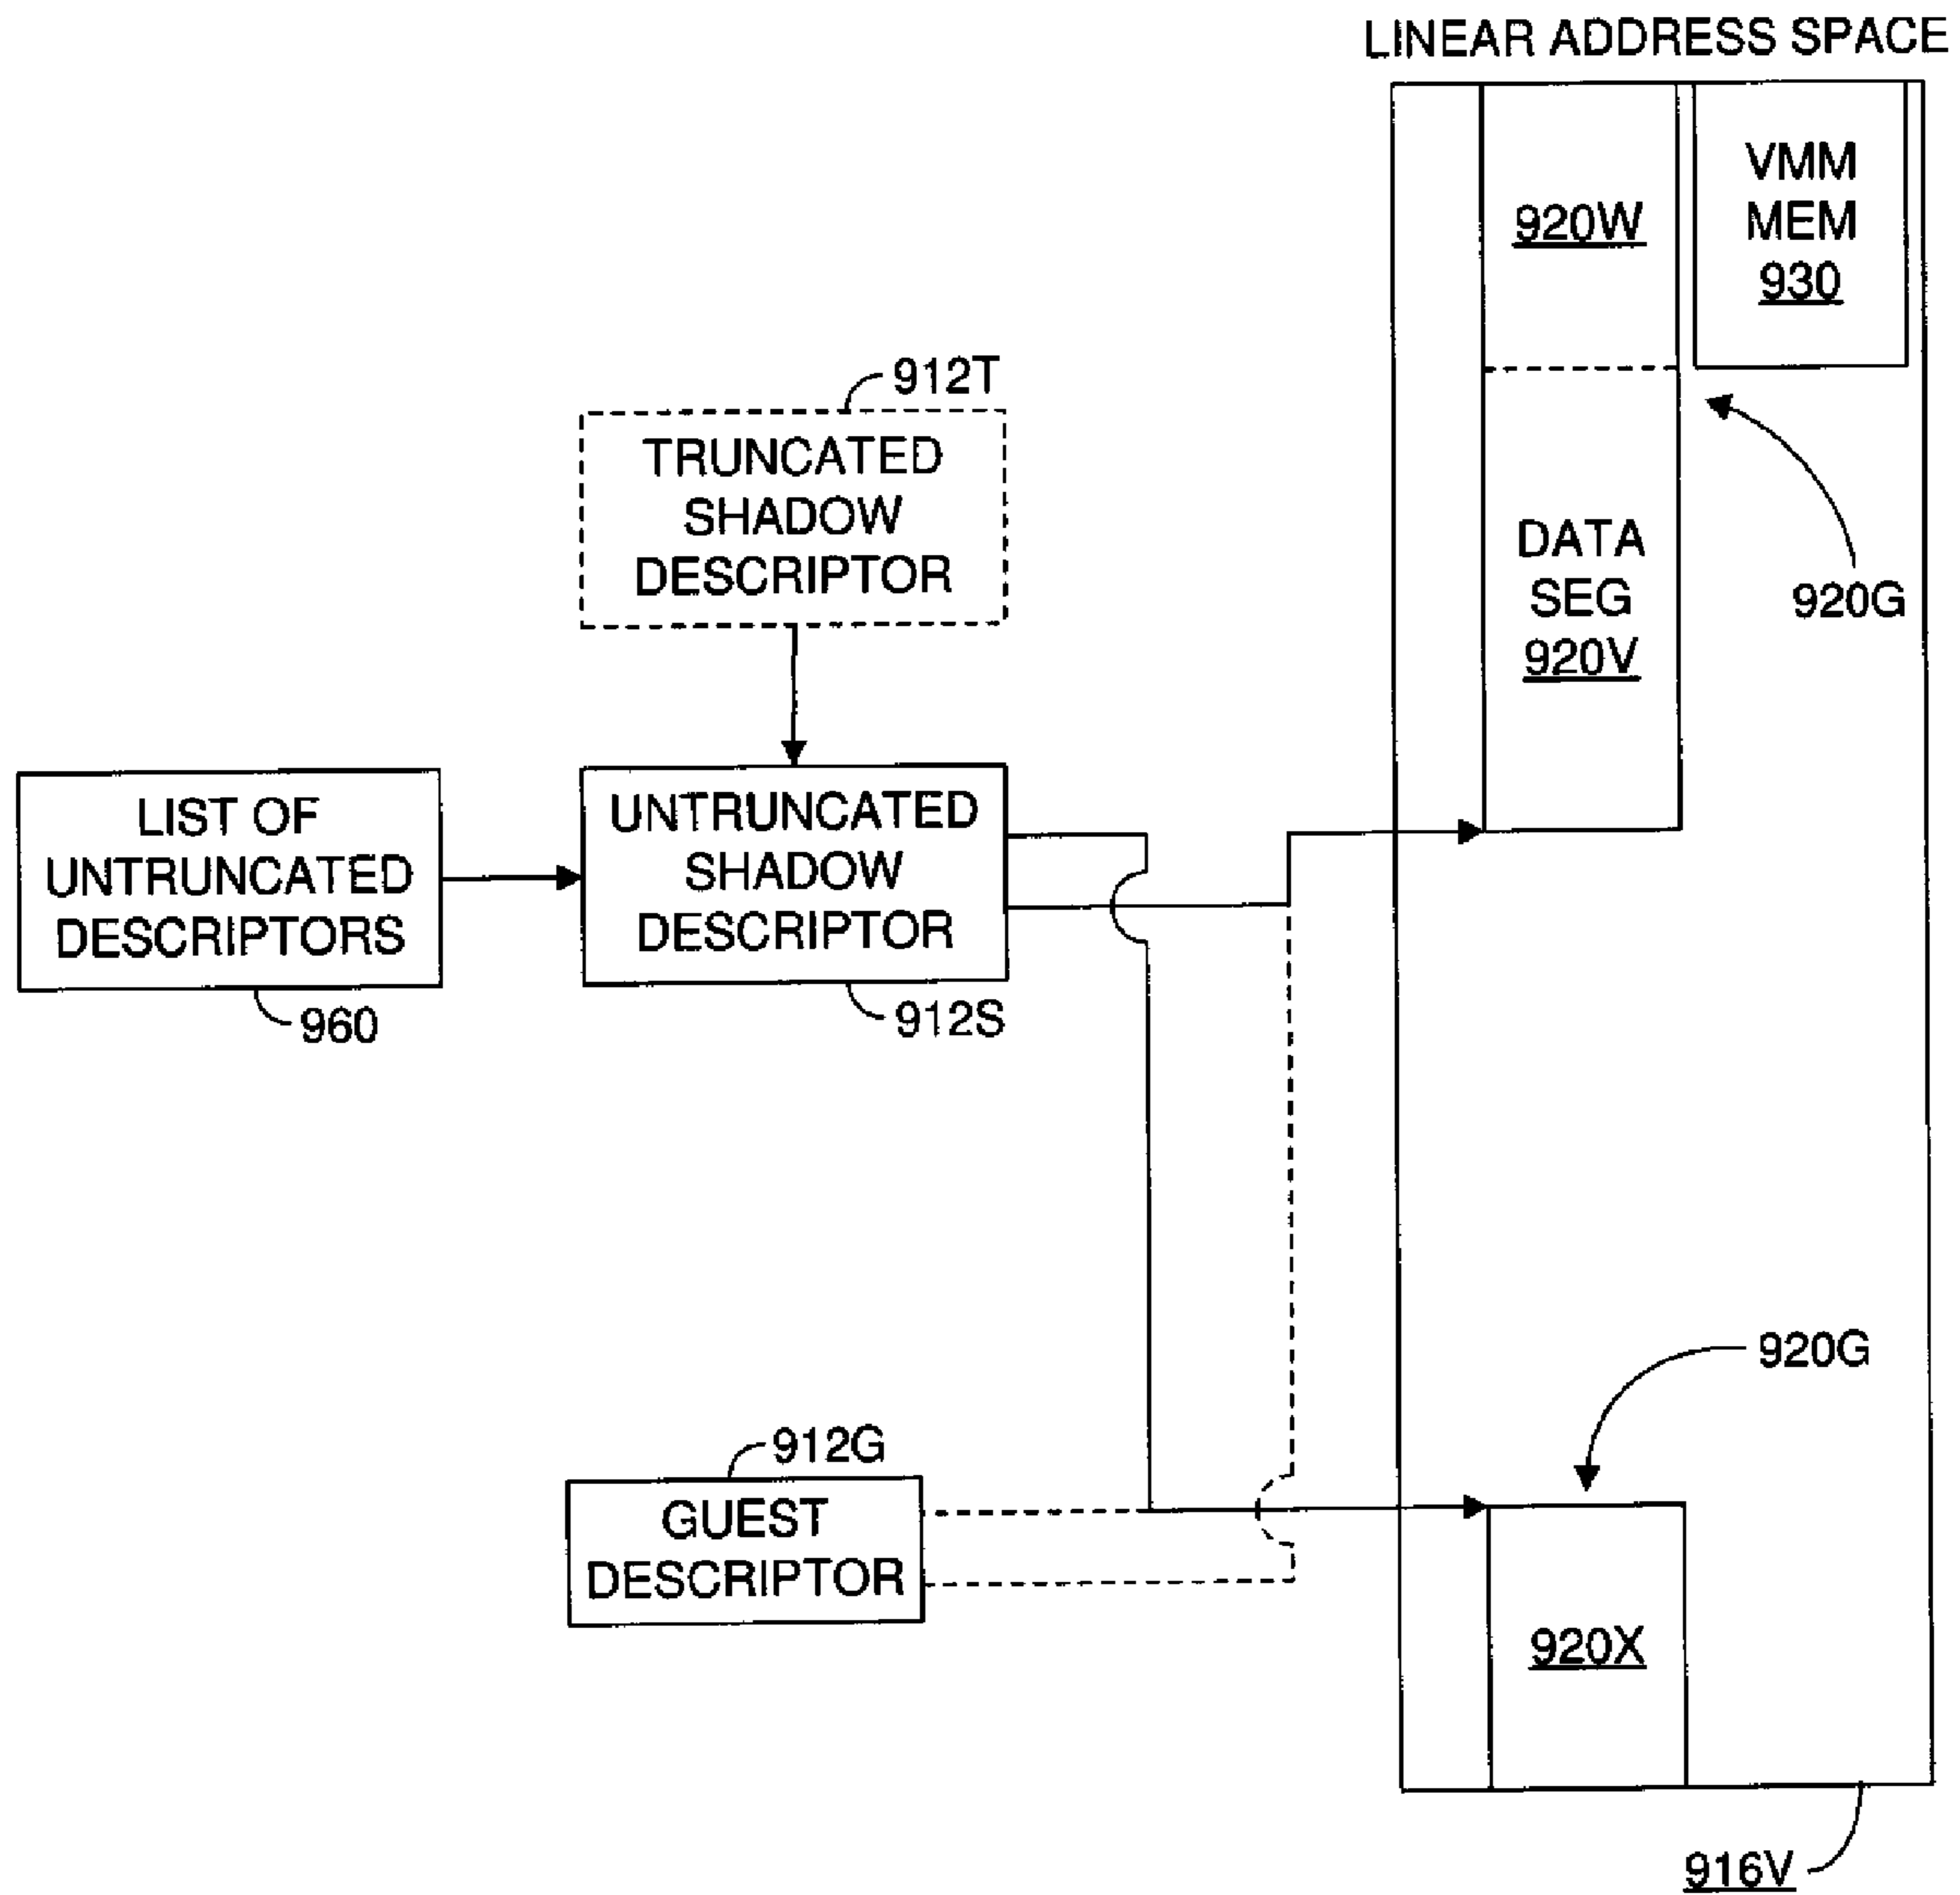 LINEAR ADDRESS SPACE
920W
VMM
MEM
930
912T
TRUNCATED
SHADOW
DESCRIPTOR
DATA
SEG
920V
920G
LIST OF
UNTRUNCATED
DESCRIPTORS
960
UNTRUNCATED
SHADOW
DESCRIPTOR
912S
920G
912G
GUEST
DESCRIPTOR
920X
916V